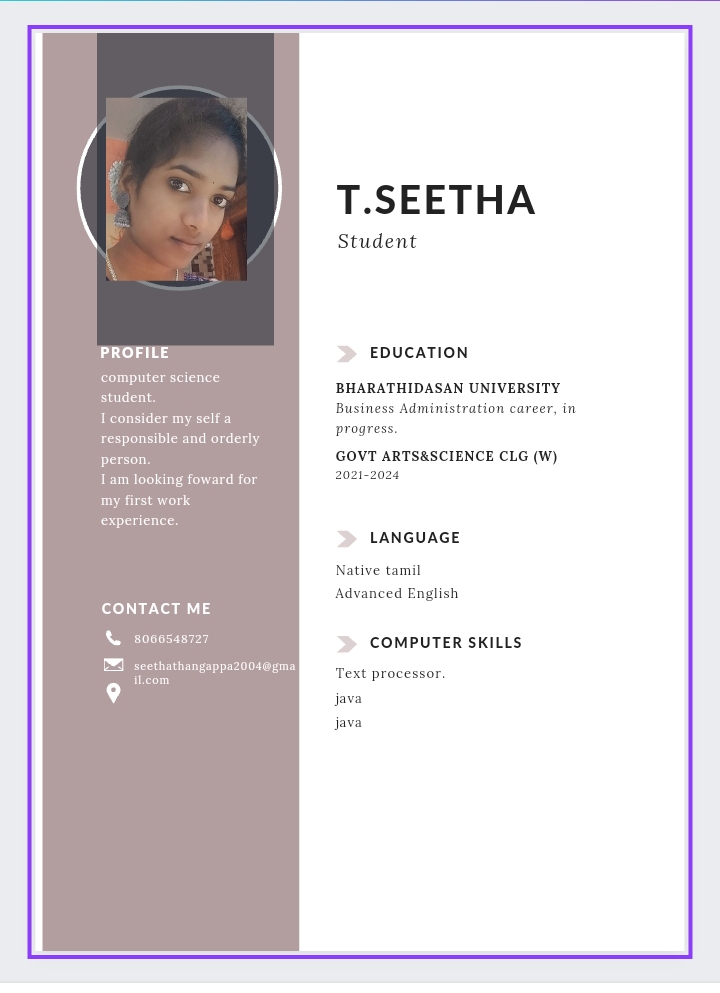 T.SEETHA
Student
PROFILE
computer science
student.
I consider my self a
responsible and orderly
person.
I am looking foward for
my first work
experience.
CONTACT ME
8066548727
seethathangappa2004@gma
il.com
EDUCATION
BHARATHIDASAN UNIVERSITY
Business Administration career, in
progress.
GOVT ARTS&SCIENCE CLG (W)
2021-2024
LANGUAGE
Native tamil
Advanced English
COMPUTER SKILLS
Text processor.
java
java